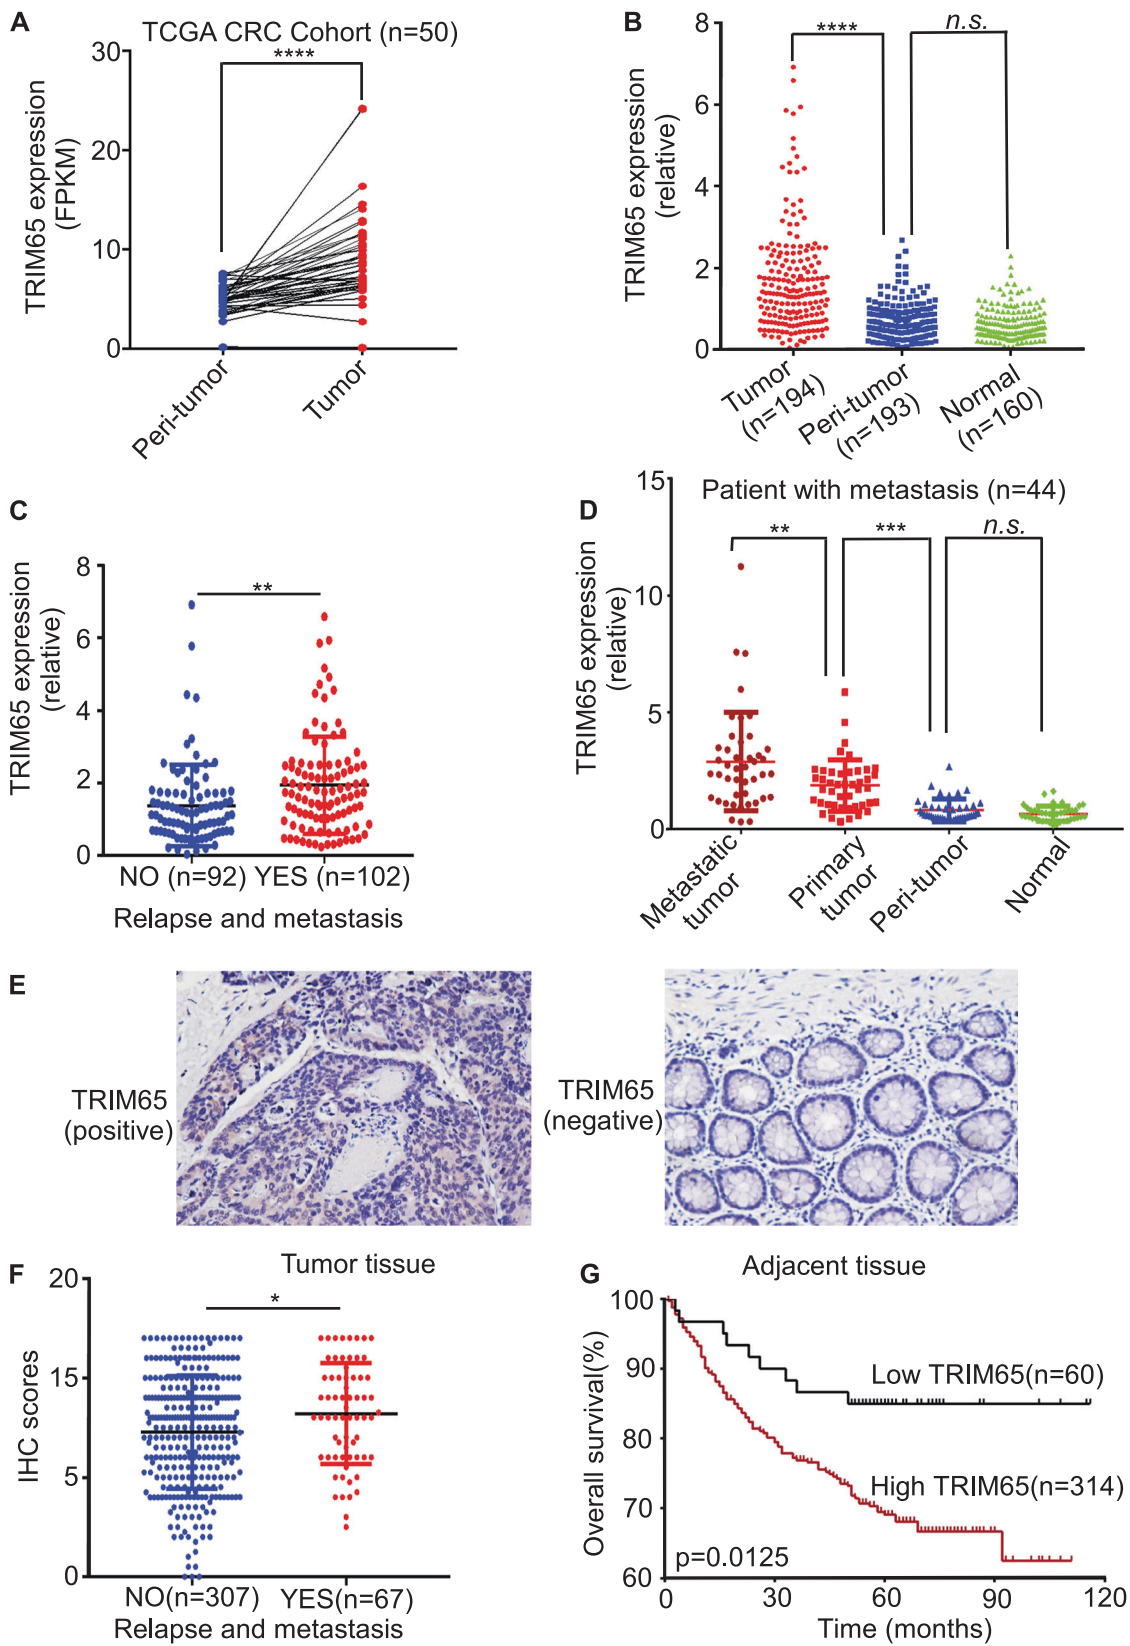 A
TCGA CRC Cohort (n=50)
****
30
20
10
0
TRIM65 expression
(FPKM)
Peri-tumor
Tumor
B
8
6
4
2
0
****
n.s.
TRIM65 expression
(relative)
Tumor
(n=194)
Peri-tumor
(n=193)
Normal
(n=160)
C
8
6
4
2
0
**
TRIM65 expression
(relative)
NO (n=92) YES (n=102)
Relapse and metastasis
D
15
10
5
0
Patient with metastasis (n=44)
**
***
n.s.
TRIM65 expression
(relative)
Metastatic
tumor
Primary
tumor
Peri-tumor
Normal
E
TRIM65
(positive)
TRIM65
(negative)
Tumor tissue
Adjacent tissue
F
20
15
5
0
*
IHC scores
NO(n=307) YES(n=67)
Relapse and metastasis
G
100
90
80
70
60
Overall survival(%)
Low TRIM65(n=60)
High TRIM65(n=314)
p=0.0125
0 30 60 90 120
Time (months)